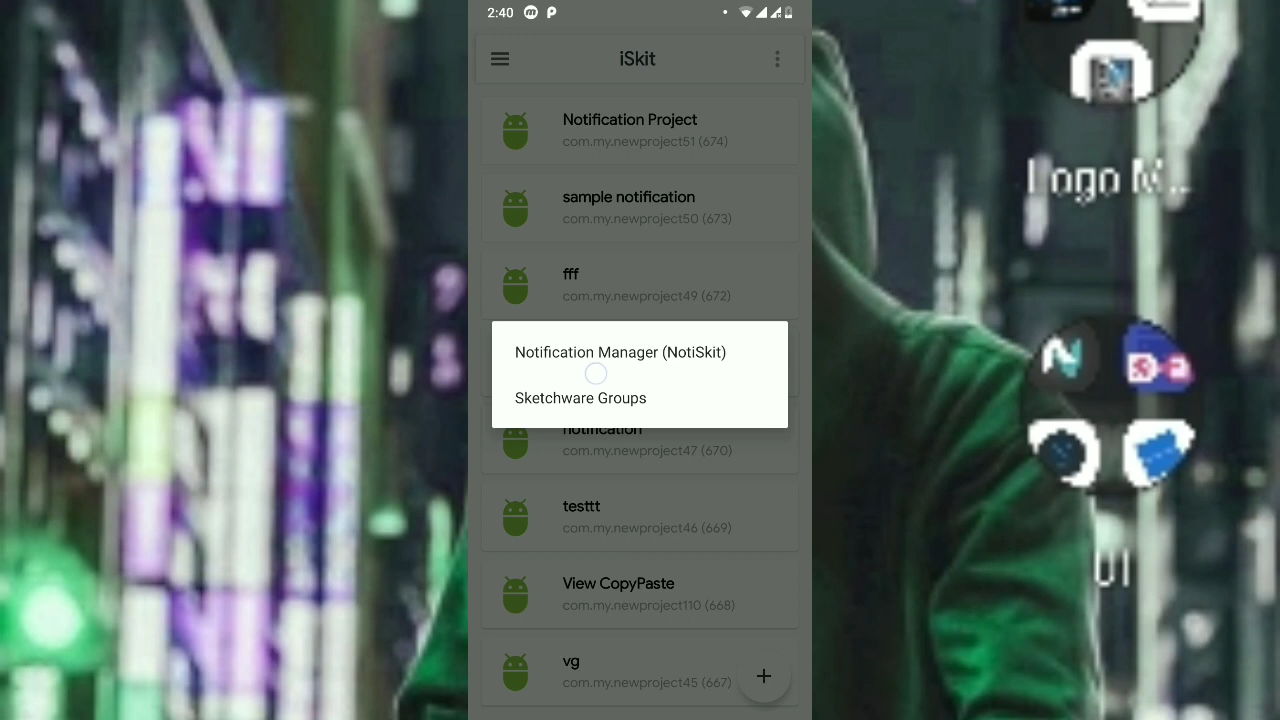 2:40
iSkit
Notification Project
com.my.newproject51 (674)
sample notification
com.my.newproject50 (673)
fff
com.my.newproject49 (672)
Notification Manager (NotiSkit)
Sketchware Groups
notification
com.my.newproject47 (670)
testtt
com.my.newproject46 (669)
View CopyPaste
com.my.newproject110 (668)
vg
com.my.newproject45 (667)
+
Logo M...
UI